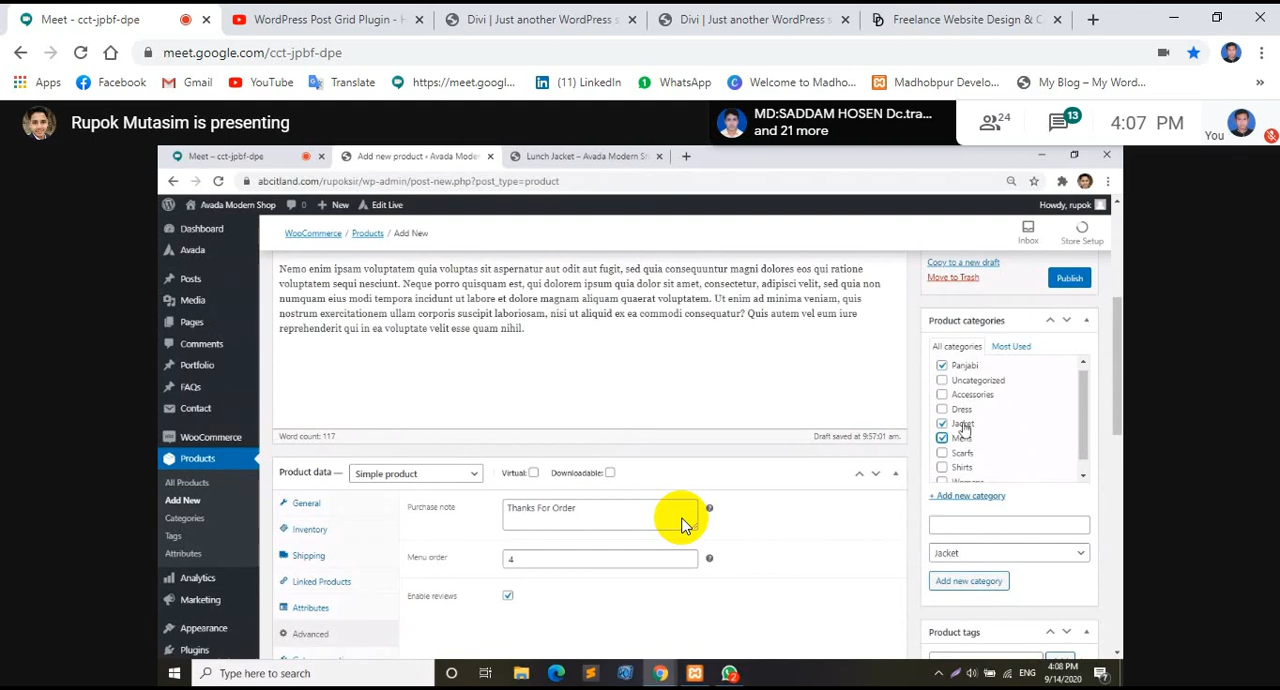 Meet - cct-jpbf-dpe
WordPress Post Grid Plugin - H
Divi | Just another WordPress s
Divi | Just another WordPress s
Freelance Website Design & C
meet.google.com/cct-jpbf-dpe
Apps
Facebook
Gmail
YouTube
Translate
https://meet.googl...
(11) LinkedIn
WhatsApp
Welcome to Madho...
Madhobpur Develo...
My Blog – My Wor...
Rupok Mutasim is presenting
MD:SADDAM HOSEN Dc.tra...
and 21 more
24
13
4:07 PM
You
Meet – cct-jpbf-dpe
Add new product ‹ Avada Moder
Lunch Jacket – Avada Modern Sh
abcitland.com/rupoksir/wp-admin/post-new.php?post_type=product
Avada Modern Shop
0
New
Edit Live
Howdy, rupok
Dashboard
Avada
Posts
Media
Pages
Comments
Portfolio
FAQs
Contact
WooCommerce
Products
All Products
Add New
Categories
Tags
Attributes
Analytics
Marketing
Appearance
Plugins
WooCommerce / Products / Add New
Inbox
Store Setup
Nemo enim ipsam voluptatem quia voluptas sit aspernatur aut odit aut fugit, sed quia consequuntur magni dolores eos qui ratione
voluptatem sequi nesciunt. Neque porro quisquam est, qui dolorem ipsum quia dolor sit amet, consectetur, adipisci velit, sed quia non
numquam eius modi tempora incidunt ut labore et dolore magnam aliquam quaerat voluptatem. Ut enim ad minima veniam, quis
nostrum exercitationem ullam corporis suscipit laboriosam, nisi ut aliquid ex ea commodi consequatur? Quis autem vel eum iure
reprehenderit qui in ea voluptate velit esse quam nihil.
Word count: 117
Draft saved at 9:57:01 am.
Product data —
Simple product
Virtual:
Downloadable:
General
Inventory
Shipping
Linked Products
Attributes
Advanced
Purchase note
Thanks For Order
Menu order
4
Enable reviews
Copy to a new draft
Move to Trash
Publish
Product categories
All categories
Most Used
Panjabi
Uncategorized
Accessories
Dress
Jacket
Mens
Scarfs
Shirts
+ Add new category
Jacket
Add new category
Product tags
Type here to search
2
ENG
4:08 PM
9/14/2020
7